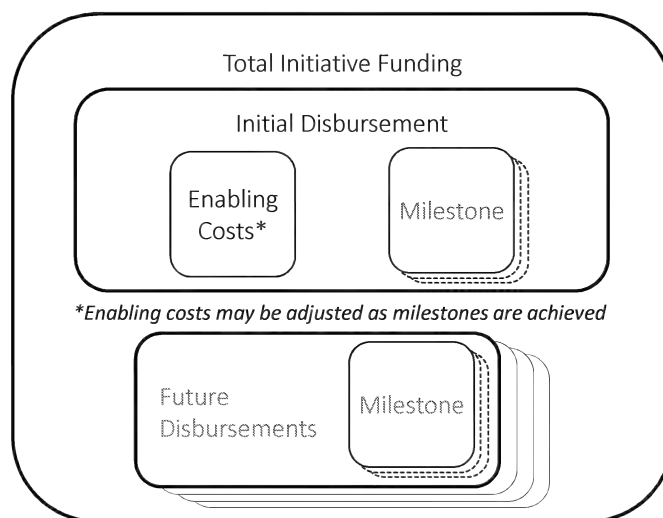 Total Initiative Funding
Initial Disbursement
Enabling
Costs*
Milestone
*Enabling costs may be adjusted as milestones are achieved
Future
Disbursements
Milestone